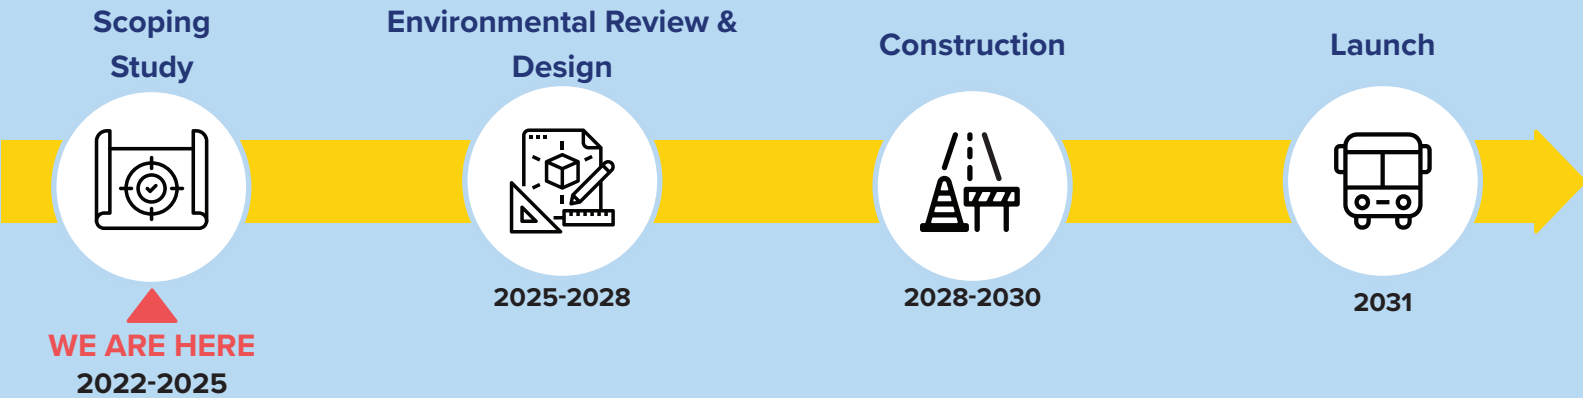 Scoping
Study
WE ARE HERE
2022-2025
Environmental Review &
Design
2025-2028
Construction
2028-2030
Launch
2031